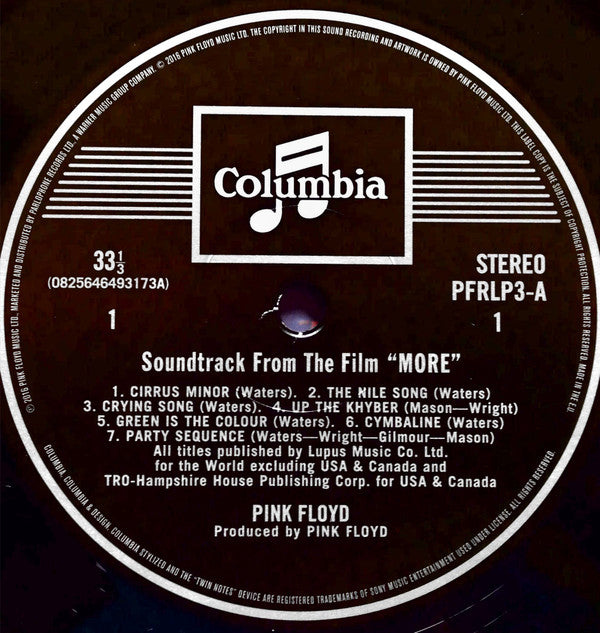 © 2016 PINK FLOYD MUSIC LTD., MARKETED AND DISTRIBUTED BY PARLOPHONE RECORDS LTD. A WARNER MUSIC GROUP COMPANY. © 2016 PINK FLOYD MUSIC LTD. THE COPYRIGHT IN THIS SOUND RECORDING AND ARTWORK IS OWNED BY PINK FLOYD MUSIC LTD. THIS LABEL COPY IS THE SUBJECT OF COPYRIGHT PROTECTION. ALL RIGHTS RESERVED. MADE IN THE E.U.
Columbia
33 1/3
(0825646493173A)
1
STEREO
PFRLP3-A
1
Soundtrack From The Film “MORE”
1. CIRRUS MINOR (Waters). 2. THE NILE SONG (Waters)
3. CRYING SONG (Waters). 4. UP THE KHYBER (Mason—Wright)
5. GREEN IS THE COLOUR (Waters). 6. CYMBALINE (Waters)
7. PARTY SEQUENCE (Waters—Wright—Gilmour—Mason)
All titles published by Lupus Music Co. Ltd.
for the World excluding USA & Canada and
TRO-Hampshire House Publishing Corp. for USA & Canada
PINK FLOYD
Produced by PINK FLOYD
COLUMBIA, COLUMBIA & DESIGN, COLUMBIA STYLIZED AND THE "TWIN NOTES" DEVICE ARE REGISTERED TRADEMARKS OF SONY MUSIC ENTERTAINMENT. USED UNDER LICENSE. ALL RIGHTS RESERVED.